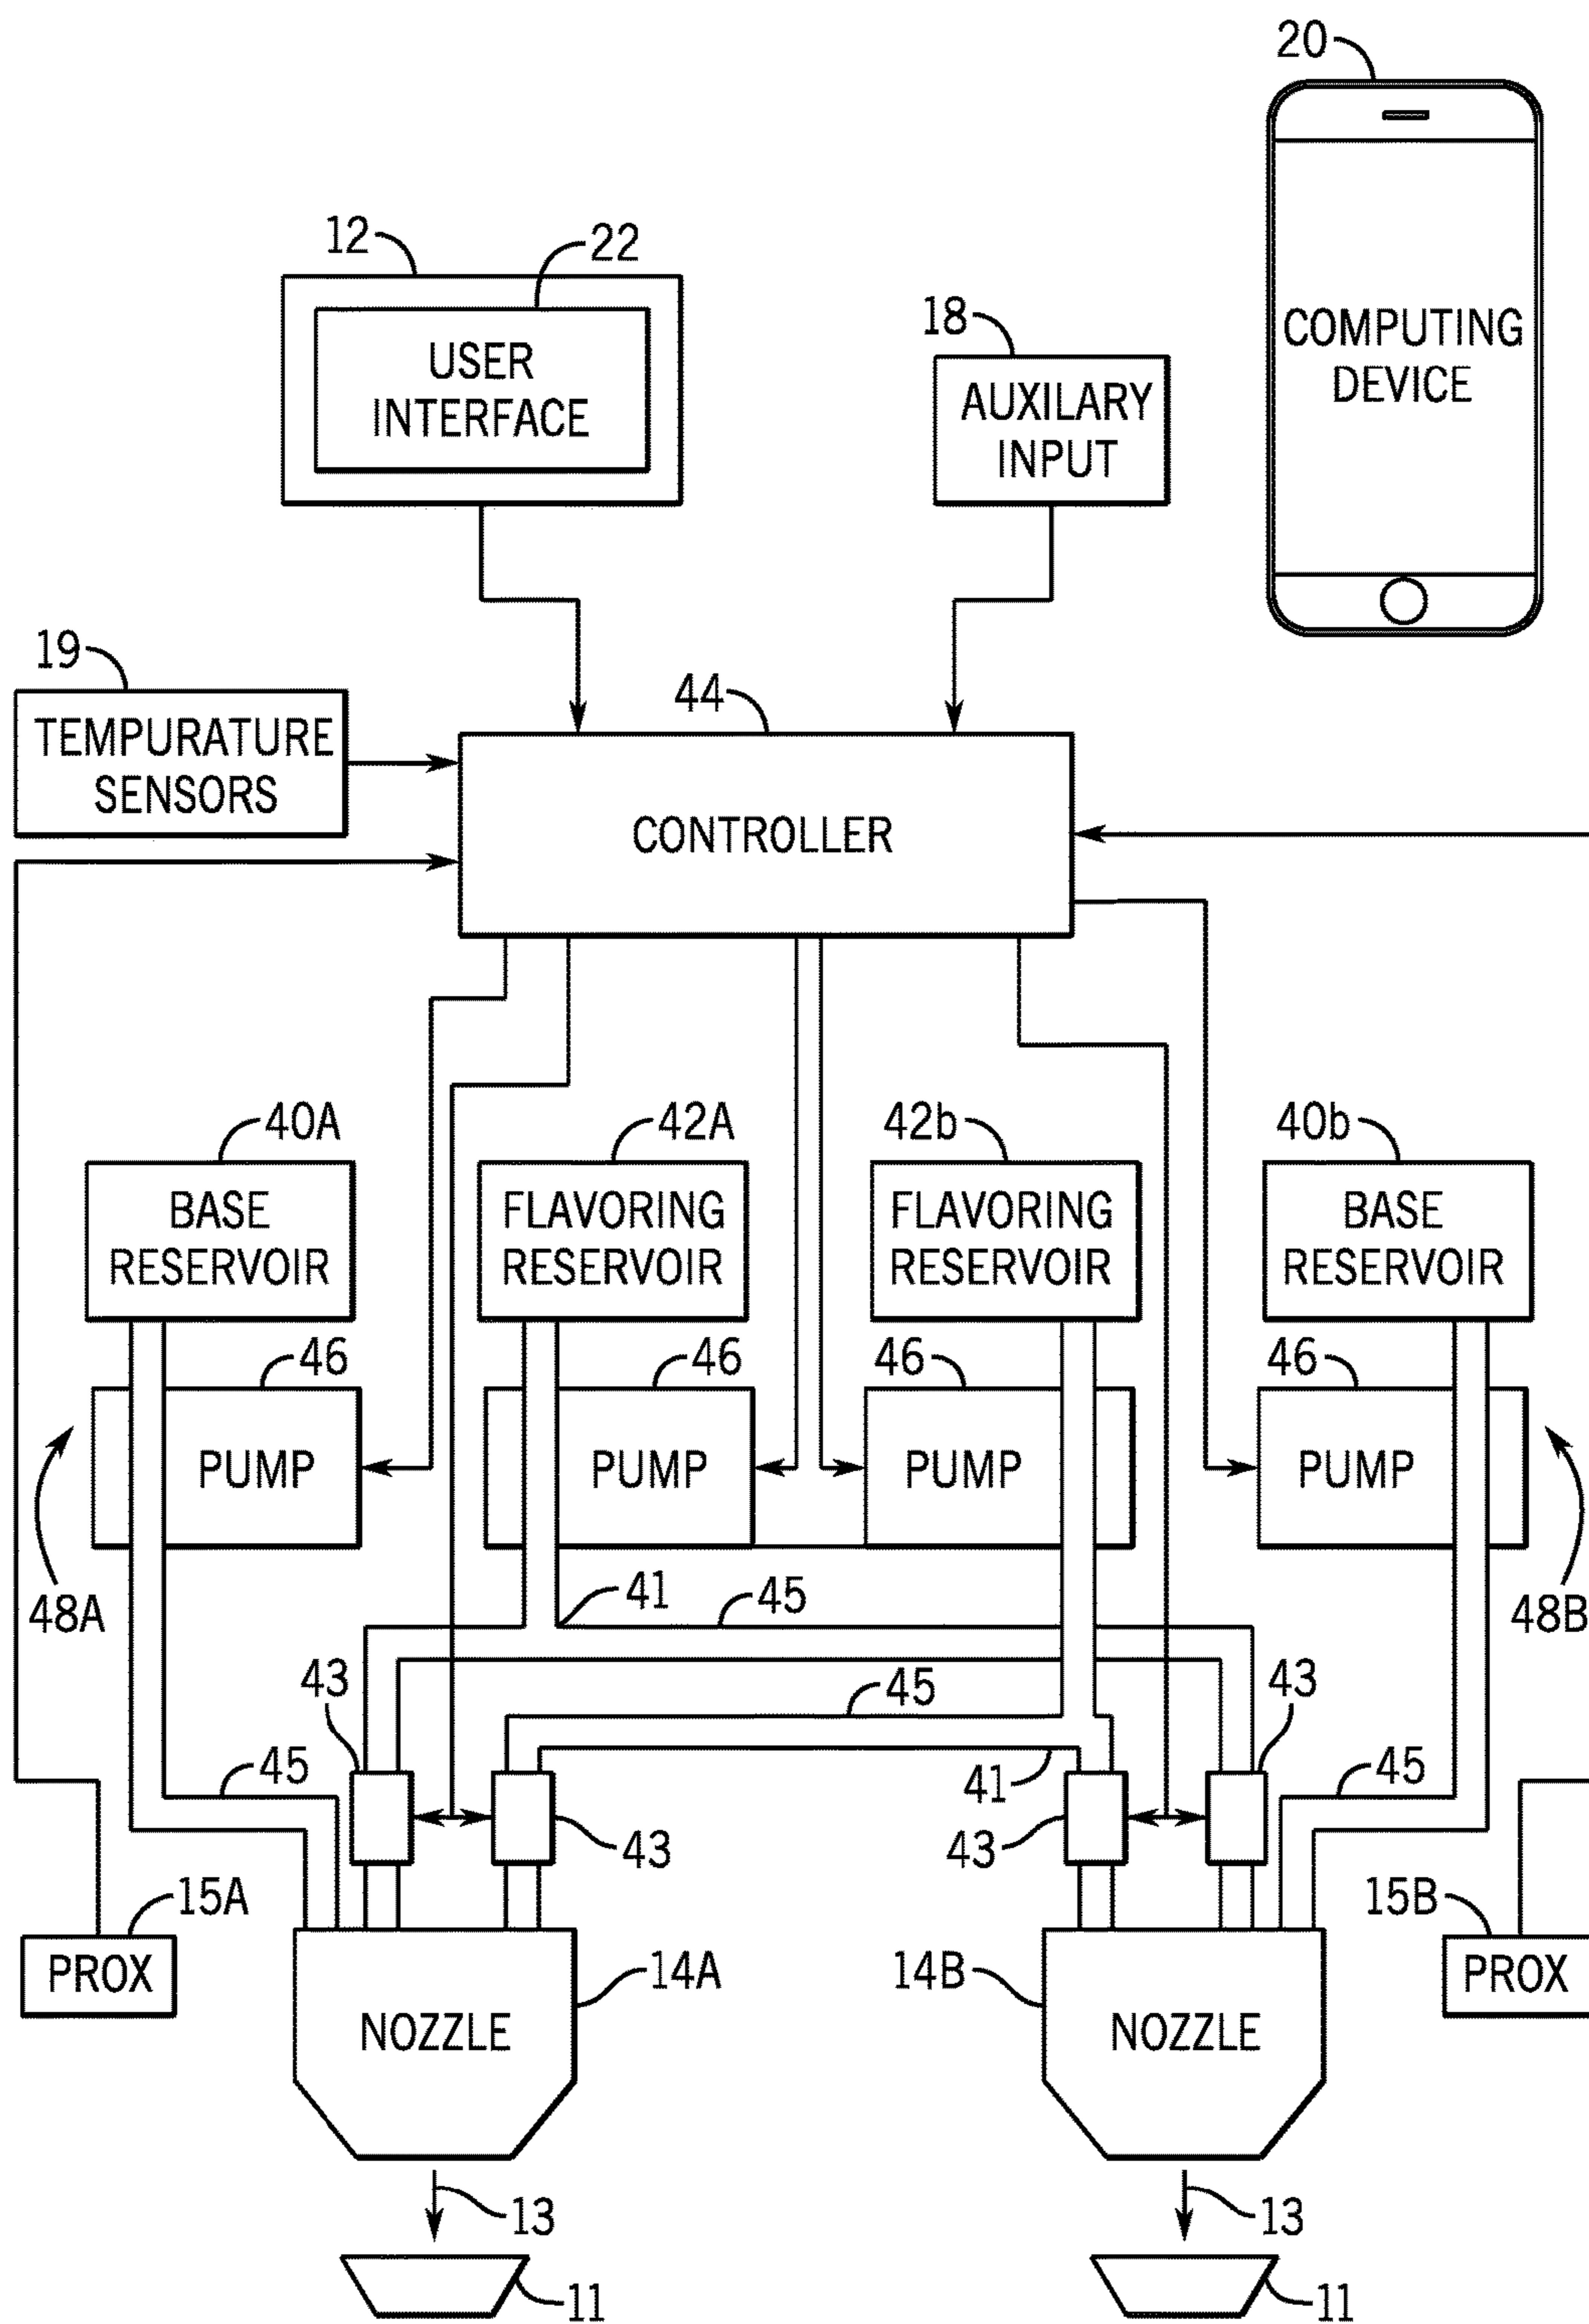 20
12
22
USER
INTERFACE
18
AUXILARY
INPUT
COMPUTING
DEVICE
19
TEMPURATURE
SENSORS
44
CONTROLLER
40A
42A
42b
40b
BASE
RESERVOIR
FLAVORING
RESERVOIR
FLAVORING
RESERVOIR
BASE
RESERVOIR
46
46
46
46
PUMP
PUMP
PUMP
PUMP
48A
41
45
48B
43
45
43
45
41
45
43
43
15A
15B
PROX
14A
14B
PROX
NOZZLE
NOZZLE
13
13
11
11